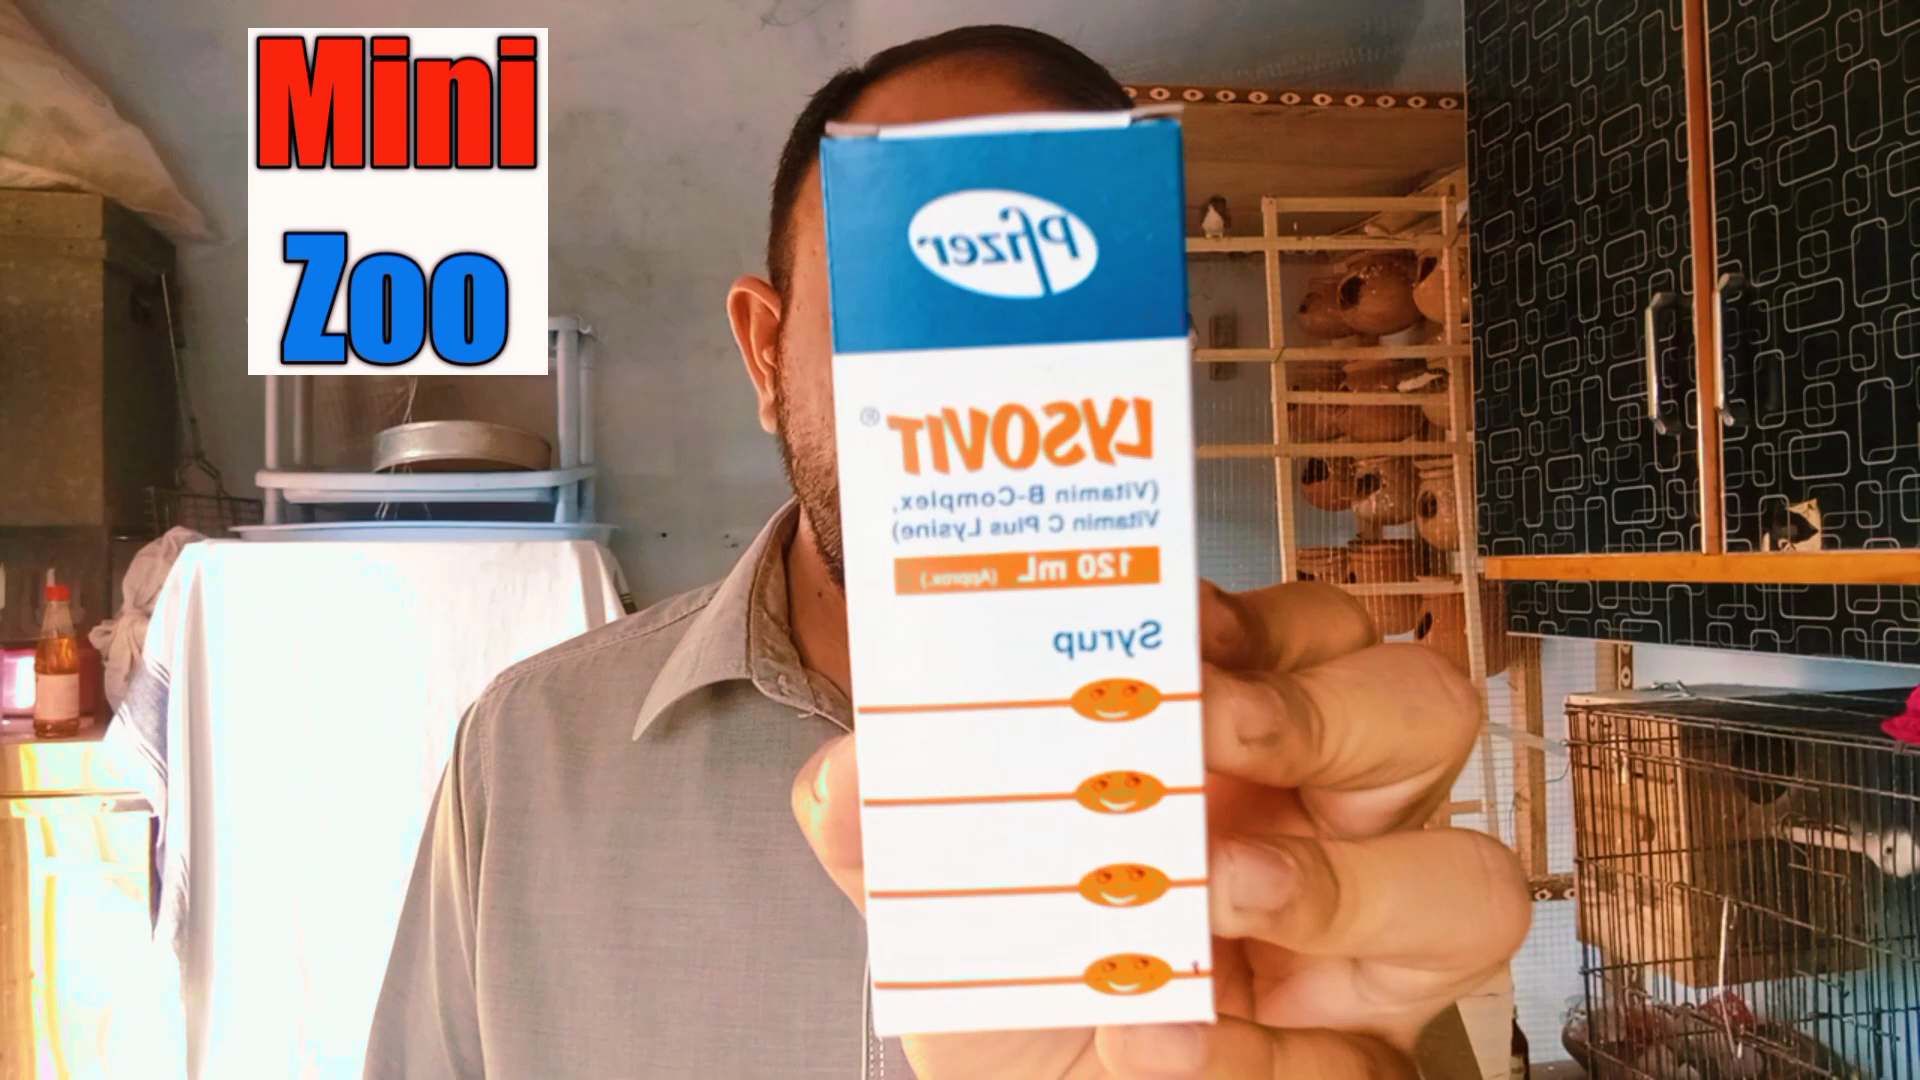 Mini
Zoo
Pfizer
LYSOVIT®
(Vitamin B-Complex,
Vitamin C Plus Lysine)
120 mL (Approx.)
Syrup